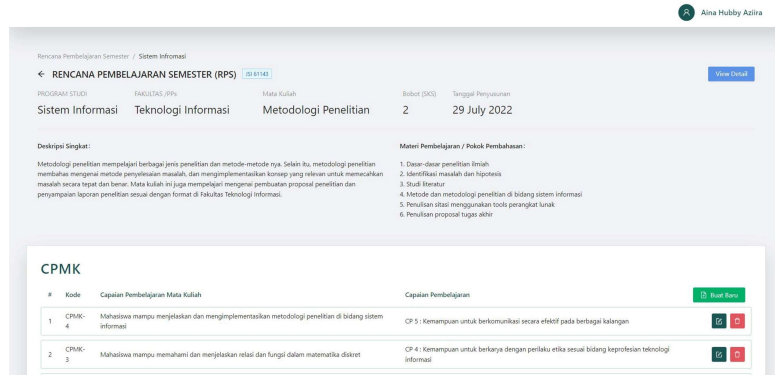 Aina Hubby Aziira
Rencana Pembelajaran Semester / Sistem Infromasi
← RENCANA PEMBELAJARAN SEMESTER (RPS) JSI 61143
View Detail
PROGRAM STUDI FAKULTAS /PPs Mata Kuliah Bobot (SKS) Tanggal Penyusunan
Sistem Informasi Teknologi Informasi Metodologi Penelitian 2 29 July 2022
Deskripsi Singkat:
Metodologi penelitian mempelajari berbagai jenis penelitian dan metode-metode nya. Selain itu, metodologi penelitian
membahas mengenai metode penyelesaian masalah, dan mengimplementasikan konsep yang relevan untuk memecahkan
masalah secara tepat dan benar. Mata kuliah ini juga mempelajari mengenai pembuatan proposal penelitian dan
penyampaian laporan penelitian sesuai dengan format di Fakultas Teknologi Informasi.
Materi Pembelajaran / Pokok Pembahasan:
1. Dasar-dasar penelitian ilmiah
2. Identifikasi masalah dan hipotesis
3. Studi literatur
4. Metode dan metodologi penelitian di bidang sistem informasi
5. Penulisan sitasi menggunakan tools perangkat lunak
6. Penulisan proposal tugas akhir
CPMK
# Kode Capaian Pembelajaran Mata Kuliah Capaian Pembelajaran Buat Baru
1 CPMK-4 Mahasiswa mampu menjelaskan dan mengimplementasikan metodologi penelitian di bidang sistem
informasi
CP 5 : Kemampuan untuk berkomunikasi secara efektif pada berbagai kalangan
2 CPMK-3 Mahasiswa mampu memahami dan menjelaskan relasi dan fungsi dalam matematika diskret
CP 4 : Kemampuan untuk berkarya dengan perilaku etika sesuai bidang keprofesian teknologi
informasi